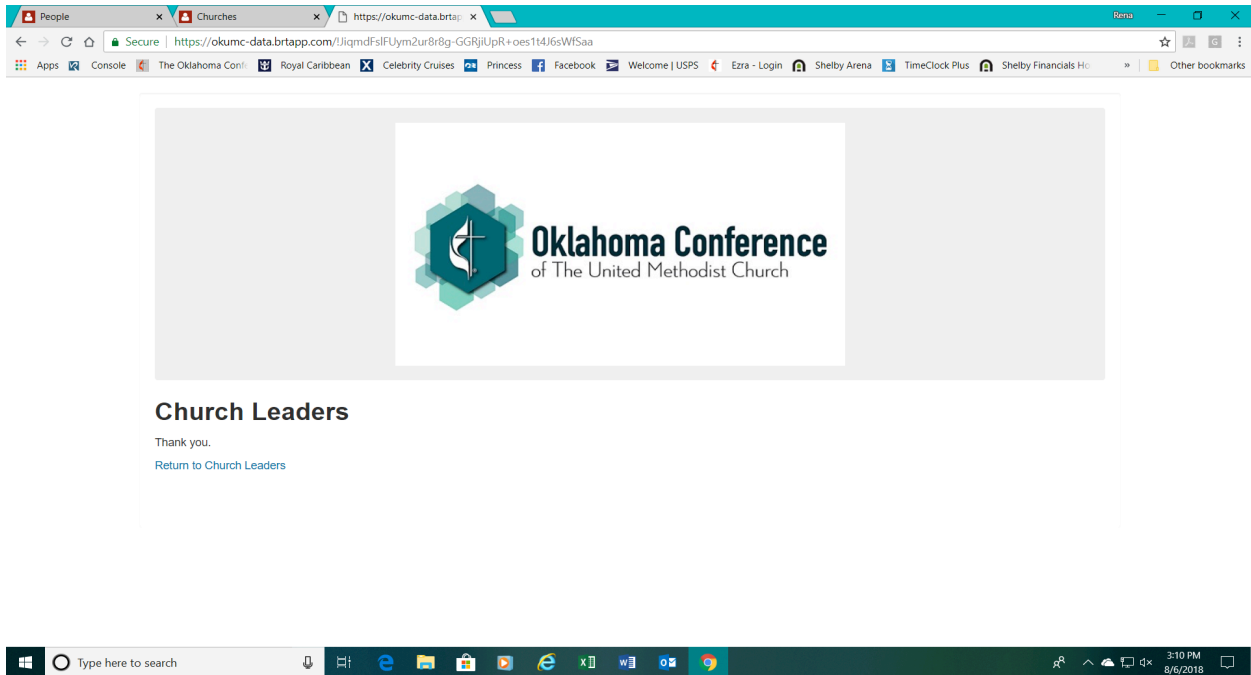 People
Churches
https://okumc-data.brtap
Rena
Secure | https://okumc-data.brtapp.com/!JiqmdFslFUym2ur8r8g-GGRjiUpR+oes1t4J6sWfSaa
Apps Console The Oklahoma Conf Royal Caribbean Celebrity Cruises Princess Facebook Welcome | USPS Ezra - Login Shelby Arena TimeClock Plus Shelby Financials Ho » Other bookmarks
Oklahoma Conference
of The United Methodist Church
Church Leaders
Thank you.
Return to Church Leaders
Type here to search
3:10 PM
8/6/2018